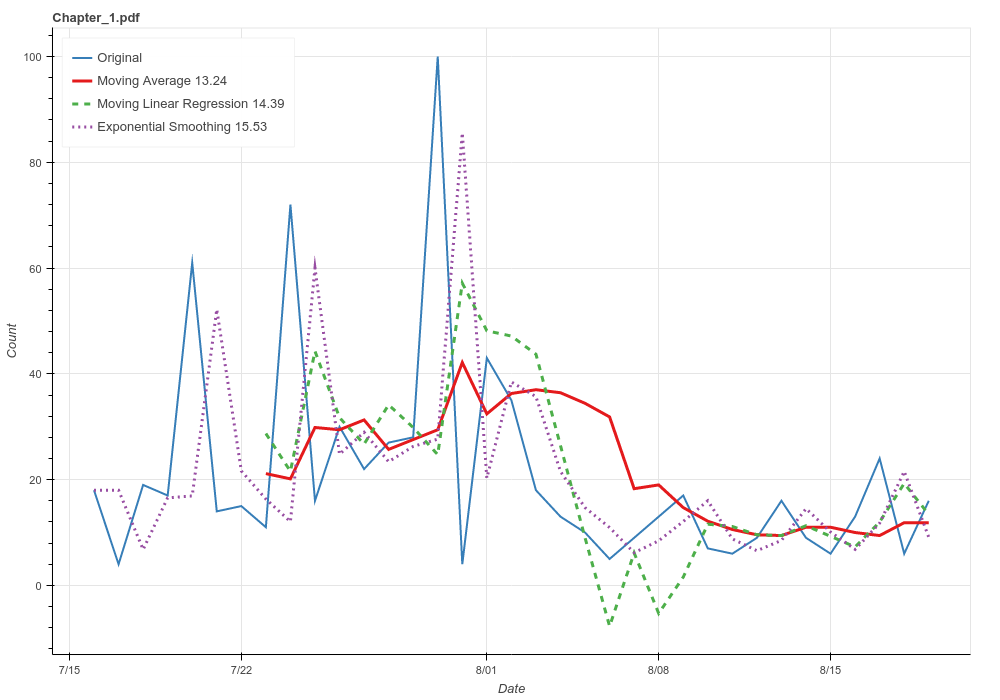 Chapter_1.pdf
Original
Moving Average 13.24
Moving Linear Regression 14.39
Exponential Smoothing 15.53
100
80
60
40
20
0
Count
7/15
7/22
8/01
8/08
8/15
Date